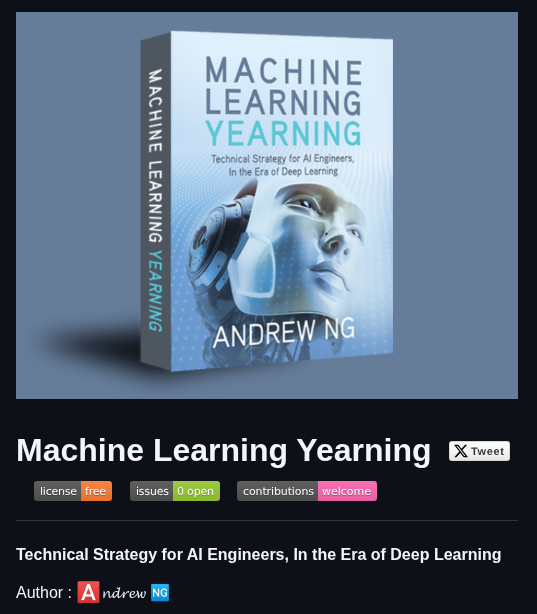 MACHINE LEARNING YEARNING
MACHINE
LEARNING
YEARNING
Technical Strategy for AI Engineers,
In the Era of Deep Learning
ANDREW NG
Machine Learning Yearning X Tweet
license free issues 0 open contributions welcome
Technical Strategy for AI Engineers, In the Era of Deep Learning
Author : 🅰𝓃𝒹𝓇𝑒𝓌 🆖